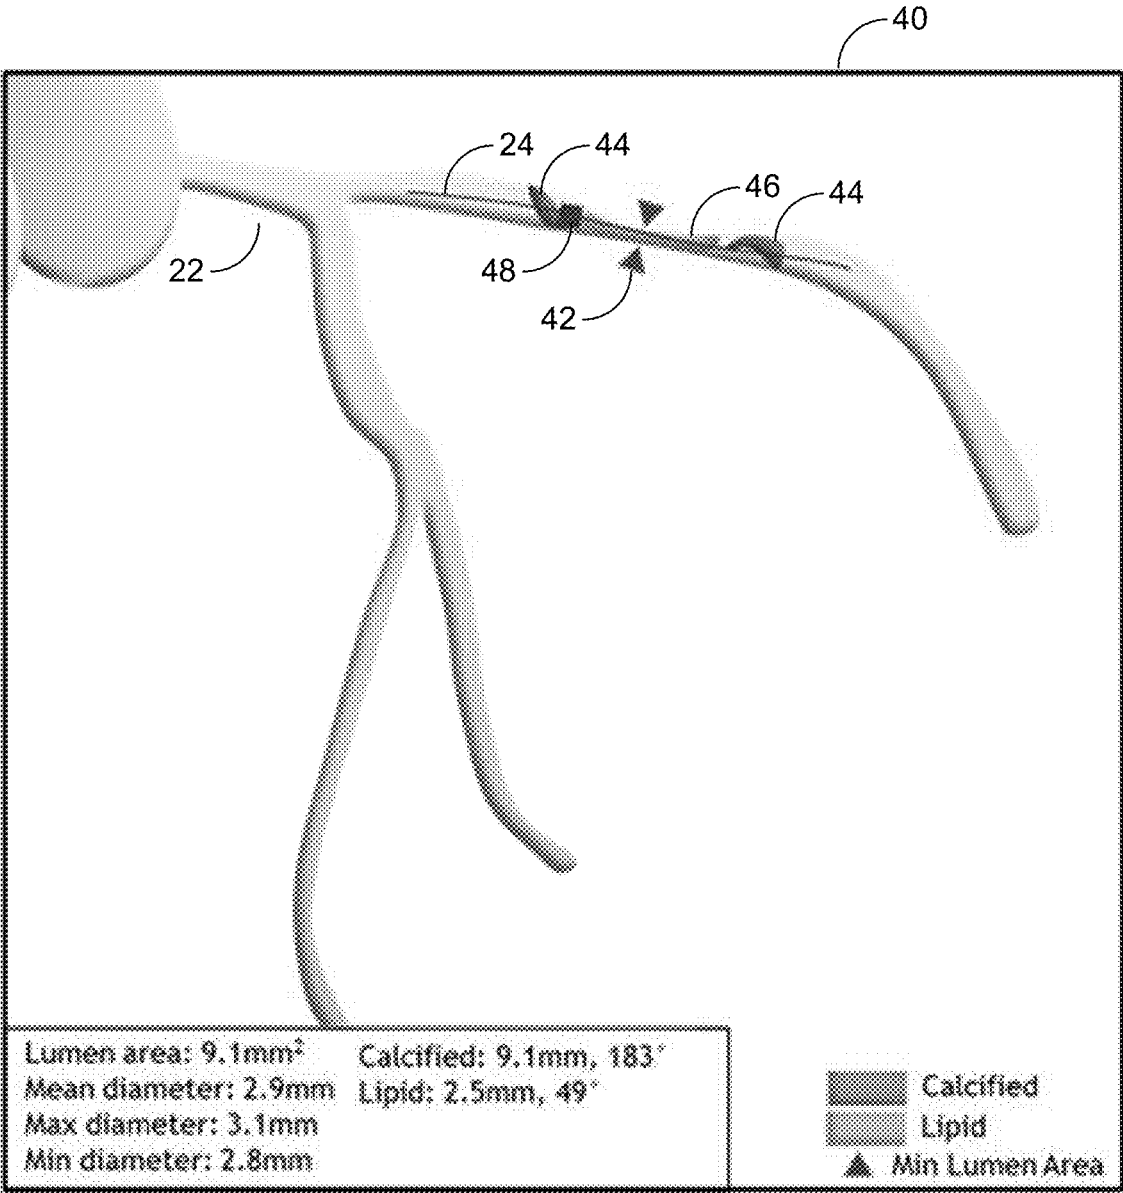 40
24 44
46 44
22 48
42
Lumen area: 9.1mm² Calcified: 9.1mm, 183°
Mean diameter: 2.9mm Lipid: 2.5mm, 49°
Max diameter: 3.1mm
Min diameter: 2.8mm
Calcified
Lipid
Min Lumen Area